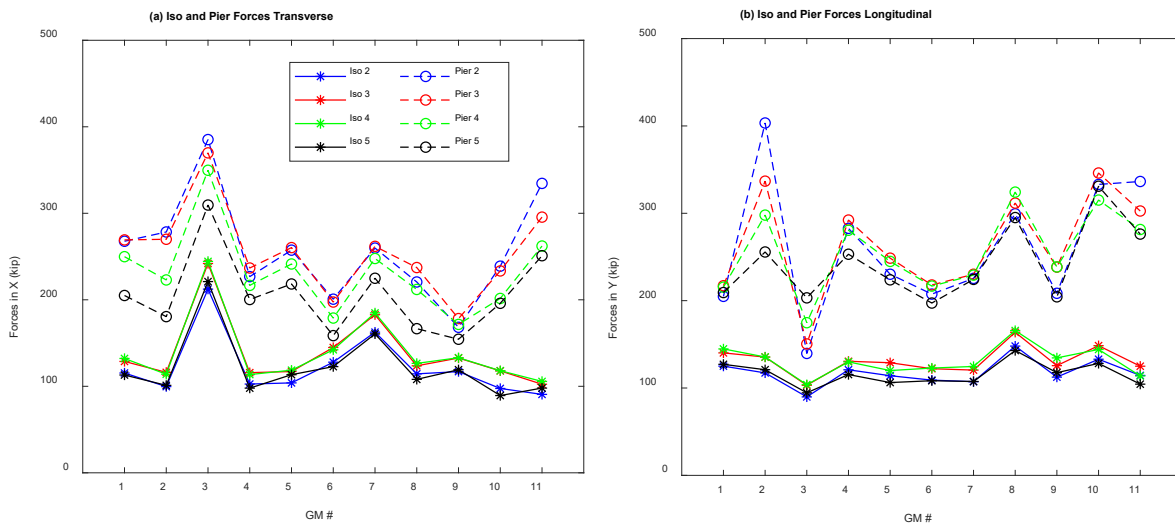 (a) Iso and Pier Forces Transverse
500
400
300
200
100
0
Forces in X (kip)
1 2 3 4 5 6 7 8 9 10 11
GM #
Iso 2 Pier 2
Iso 3 Pier 3
Iso 4 Pier 4
Iso 5 Pier 5
(b) Iso and Pier Forces Longitudinal
500
400
300
200
100
0
Forces in Y (kip)
1 2 3 4 5 6 7 8 9 10 11
GM #